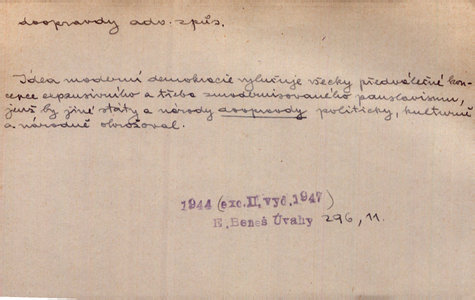 doopravdy adv. způs.
Idea moderní demokracie vylučuje všecky předválečné kon-
cepce expansivního a třeba zmodernisovaného panslavismu,
jenž by jiné státy a národy doopravdy politicky, kulturně
a národně ohrožoval.
1944 (exc. II. vyd. 1947)
E. Beneš Úvahy 296, 11.